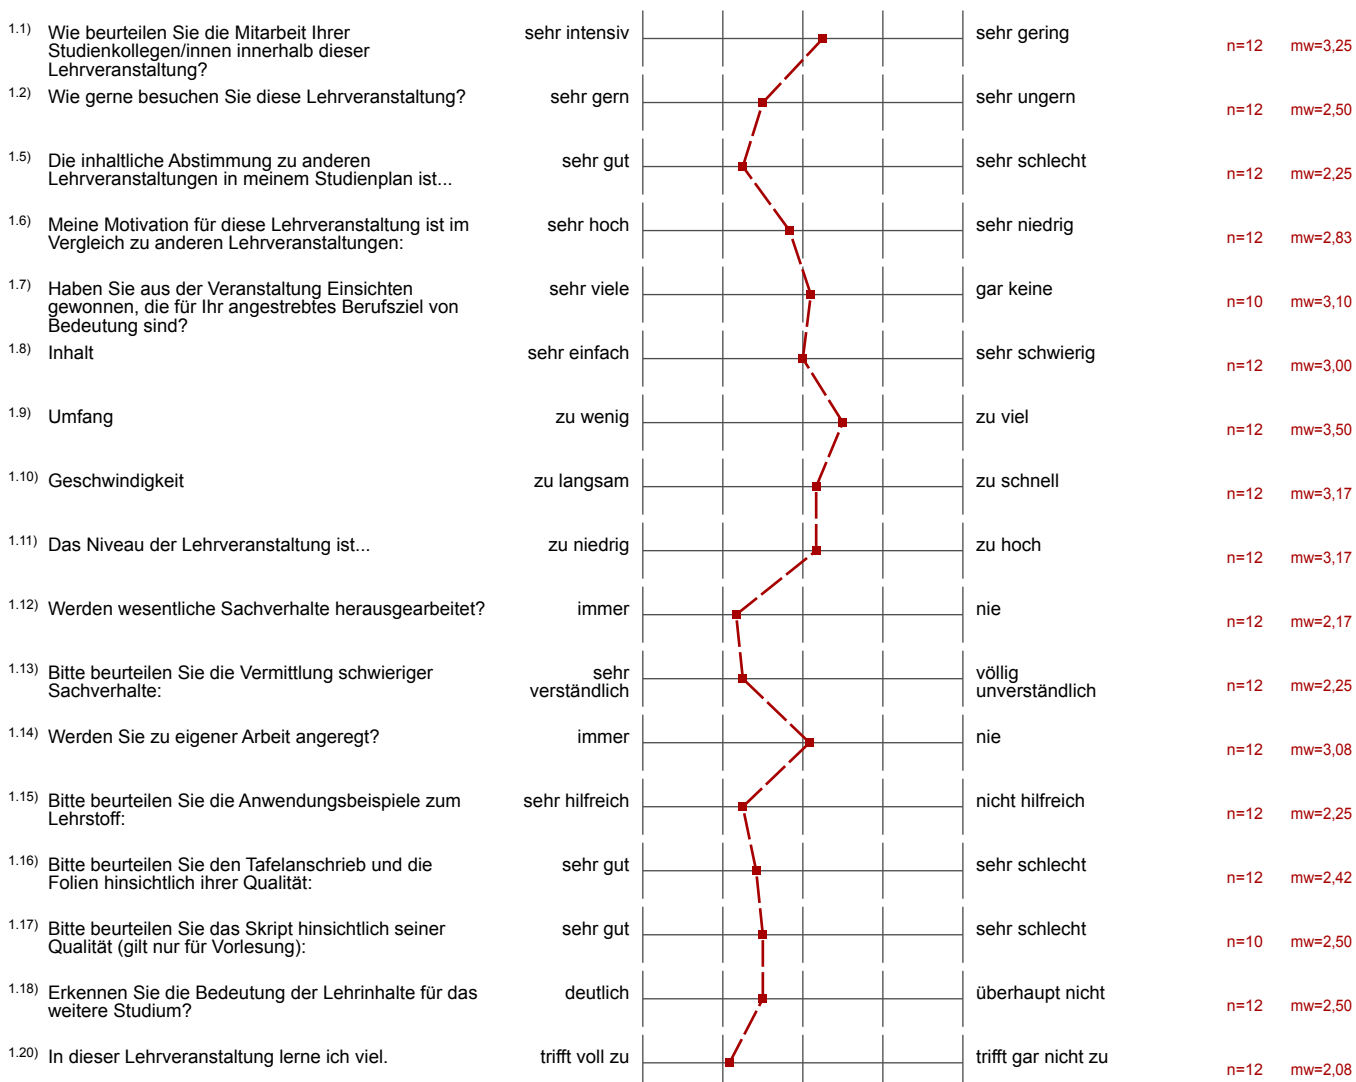 1.1) Wie beurteilen Sie die Mitarbeit Ihrer sehr intensiv sehr gering
Studienkollegen/innen innerhalb dieser n=12 mw=3,25
Lehrveranstaltung?
1.2) Wie gerne besuchen Sie diese Lehrveranstaltung? sehr gern sehr ungern
n=12 mw=2,50
1.5) Die inhaltliche Abstimmung zu anderen sehr gut sehr schlecht
Lehrveranstaltungen in meinem Studienplan ist... n=12 mw=2,25
1.6) Meine Motivation für diese Lehrveranstaltung ist im sehr hoch sehr niedrig
Vergleich zu anderen Lehrveranstaltungen: n=12 mw=2,83
1.7) Haben Sie aus der Veranstaltung Einsichten sehr viele gar keine
gewonnen, die für Ihr angestrebtes Berufsziel von n=10 mw=3,10
Bedeutung sind?
1.8) Inhalt sehr einfach sehr schwierig
n=12 mw=3,00
1.9) Umfang zu wenig zu viel
n=12 mw=3,50
1.10) Geschwindigkeit zu langsam zu schnell
n=12 mw=3,17
1.11) Das Niveau der Lehrveranstaltung ist... zu niedrig zu hoch
n=12 mw=3,17
1.12) Werden wesentliche Sachverhalte herausgearbeitet? immer nie
n=12 mw=2,17
1.13) Bitte beurteilen Sie die Vermittlung schwieriger sehr völlig
Sachverhalte: verständlich unverständlich n=12 mw=2,25
1.14) Werden Sie zu eigener Arbeit angeregt? immer nie
n=12 mw=3,08
1.15) Bitte beurteilen Sie die Anwendungsbeispiele zum sehr hilfreich nicht hilfreich
Lehrstoff: n=12 mw=2,25
1.16) Bitte beurteilen Sie den Tafelanschrieb und die sehr gut sehr schlecht
Folien hinsichtlich ihrer Qualität: n=12 mw=2,42
1.17) Bitte beurteilen Sie das Skript hinsichtlich seiner sehr gut sehr schlecht
Qualität (gilt nur für Vorlesung): n=10 mw=2,50
1.18) Erkennen Sie die Bedeutung der Lehrinhalte für das deutlich überhaupt nicht
weitere Studium? n=12 mw=2,50
1.20) In dieser Lehrveranstaltung lerne ich viel. trifft voll zu trifft gar nicht zu
n=12 mw=2,08